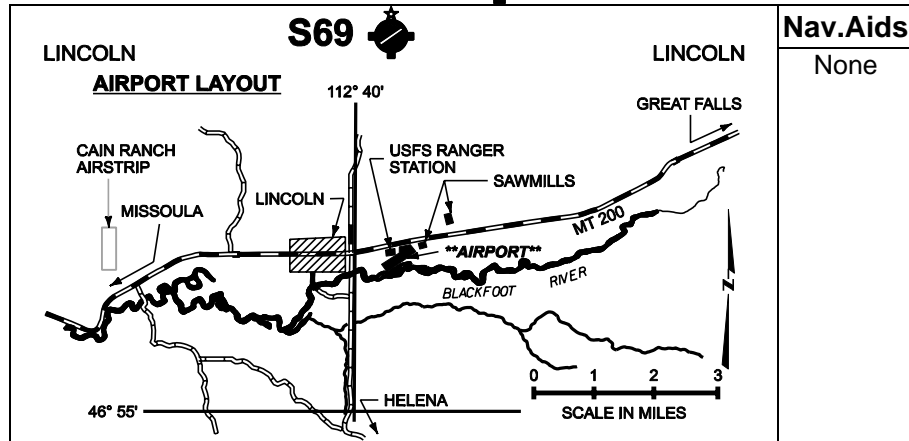 S69
LINCOLN
LINCOLN
AIRPORT LAYOUT
112° 40'
GREAT FALLS
CAIN RANCH
AIRSTRIP
USFS RANGER
STATION
SAWMILLS
LINCOLN
MISSOULA
MT 200
**AIRPORT**
BLACKFOOT
RIVER
N
0 1 2 3
HELENA
SCALE IN MILES
46° 55'
Nav.Aids
None